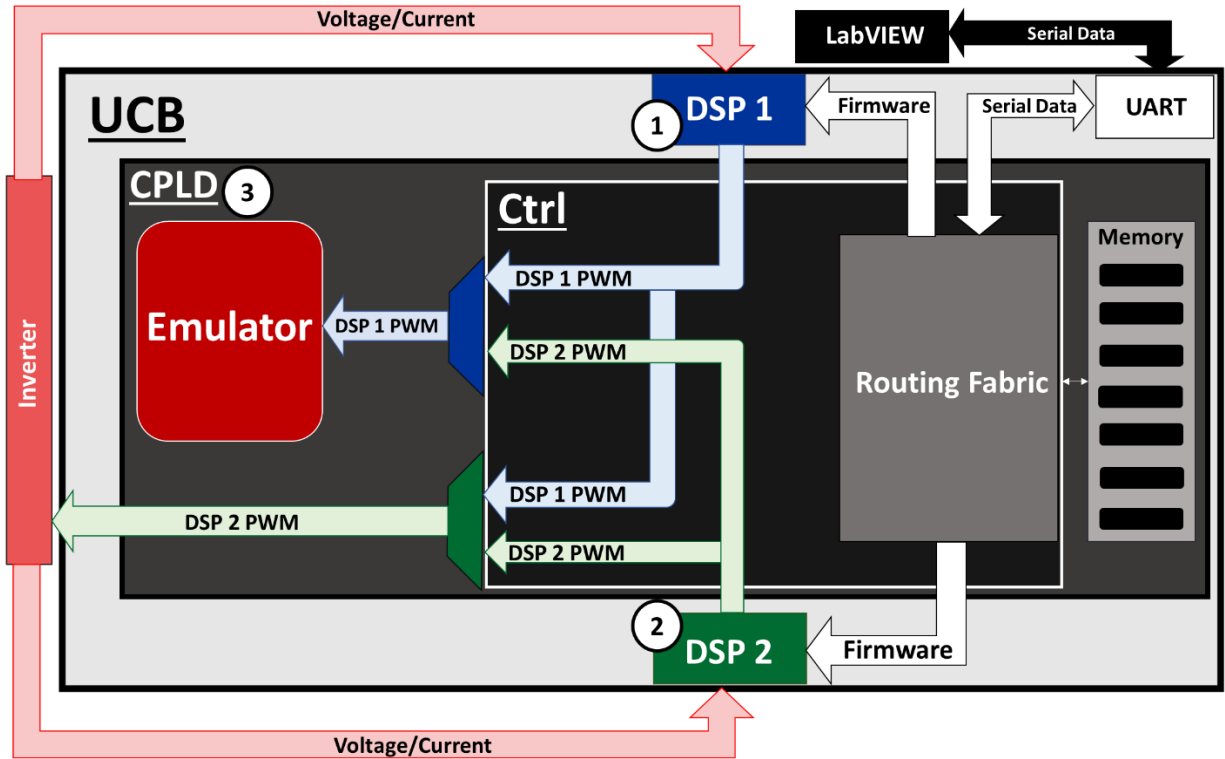 Voltage/Current
LabVIEW
Serial Data
UCB
1
DSP 1
Firmware
Serial Data
UART
CPLD
3
Ctrl
Memory
DSP 1 PWM
Emulator
DSP 1 PWM
DSP 2 PWM
Routing Fabric
Inverter
DSP 1 PWM
DSP 2 PWM
DSP 2 PWM
2
DSP 2
Firmware
Voltage/Current